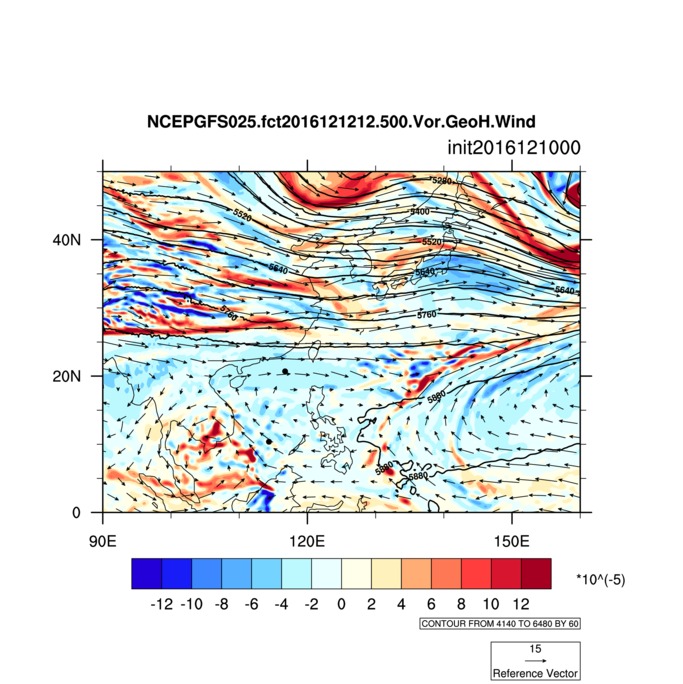 NCEPGFS025.fct2016121212.500.Vor.GeoH.Wind
init2016121000
5280
5520
5400
40N
5520
5640
5640
5640
5760
5760
20N
5880
5880
5880
0
90E 120E 150E
-12 -10 -8 -6 -4 -2 0 2 4 6 8 10 12
*10^(-5)
CONTOUR FROM 4140 TO 6480 BY 60
15
Reference Vector